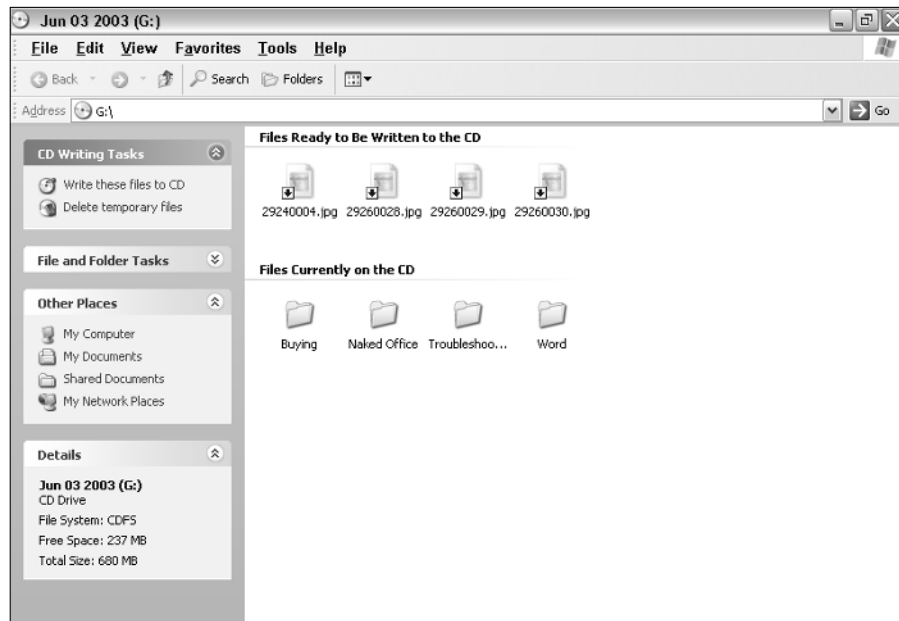 Jun 03 2003 (G:)
File Edit View Favorites Tools Help
Back Search Folders
Address G:\ Go
CD Writing Tasks
Write these files to CD
Delete temporary files
File and Folder Tasks
Other Places
My Computer
My Documents
Shared Documents
My Network Places
Details
Jun 03 2003 (G:)
CD Drive
File System: CDFS
Free Space: 237 MB
Total Size: 680 MB
Files Ready to Be Written to the CD
29240004.jpg 29260028.jpg 29260029.jpg 29260030.jpg
Files Currently on the CD
Buying Naked Office Troubleshoo... Word